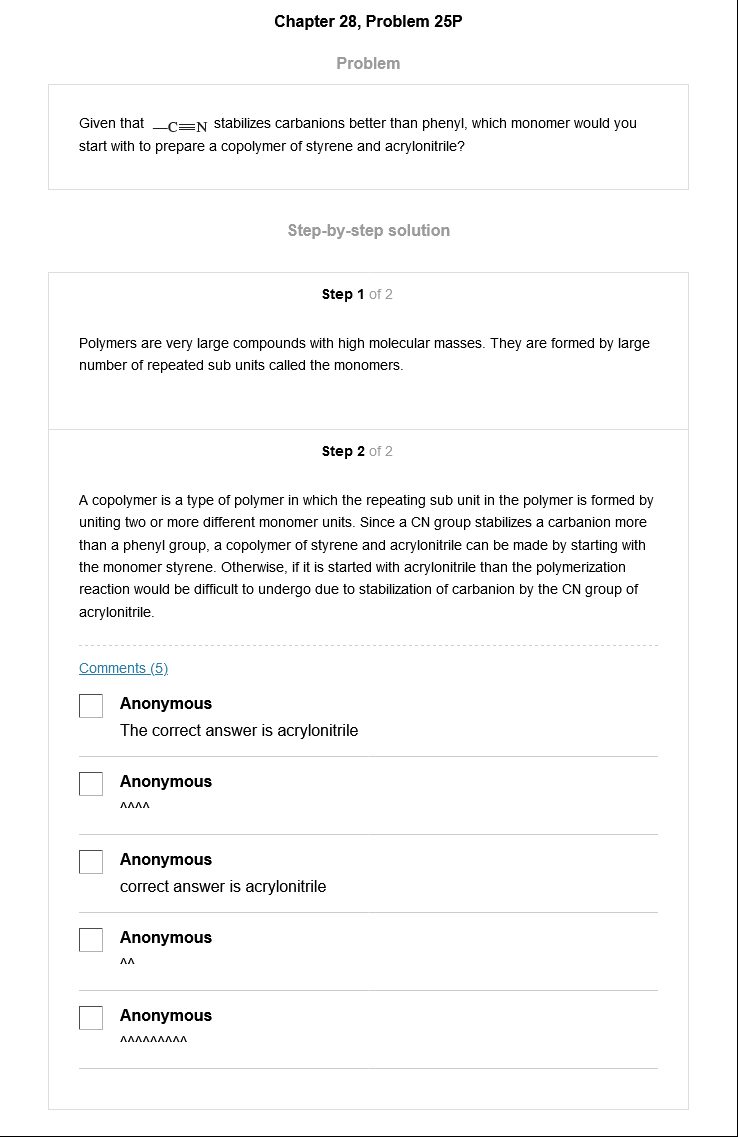 Chapter 28, Problem 25P
Problem
Given that —C≡N stabilizes carbanions better than phenyl, which monomer would you
start with to prepare a copolymer of styrene and acrylonitrile?
Step-by-step solution
Step 1 of 2
Polymers are very large compounds with high molecular masses. They are formed by large
number of repeated sub units called the monomers.
Step 2 of 2
A copolymer is a type of polymer in which the repeating sub unit in the polymer is formed by
uniting two or more different monomer units. Since a CN group stabilizes a carbanion more
than a phenyl group, a copolymer of styrene and acrylonitrile can be made by starting with
the monomer styrene. Otherwise, if it is started with acrylonitrile than the polymerization
reaction would be difficult to undergo due to stabilization of carbanion by the CN group of
acrylonitrile.
Comments (5)
Anonymous
The correct answer is acrylonitrile
Anonymous
^^^^
Anonymous
correct answer is acrylonitrile
Anonymous
^^
Anonymous
^^^^^^^^^